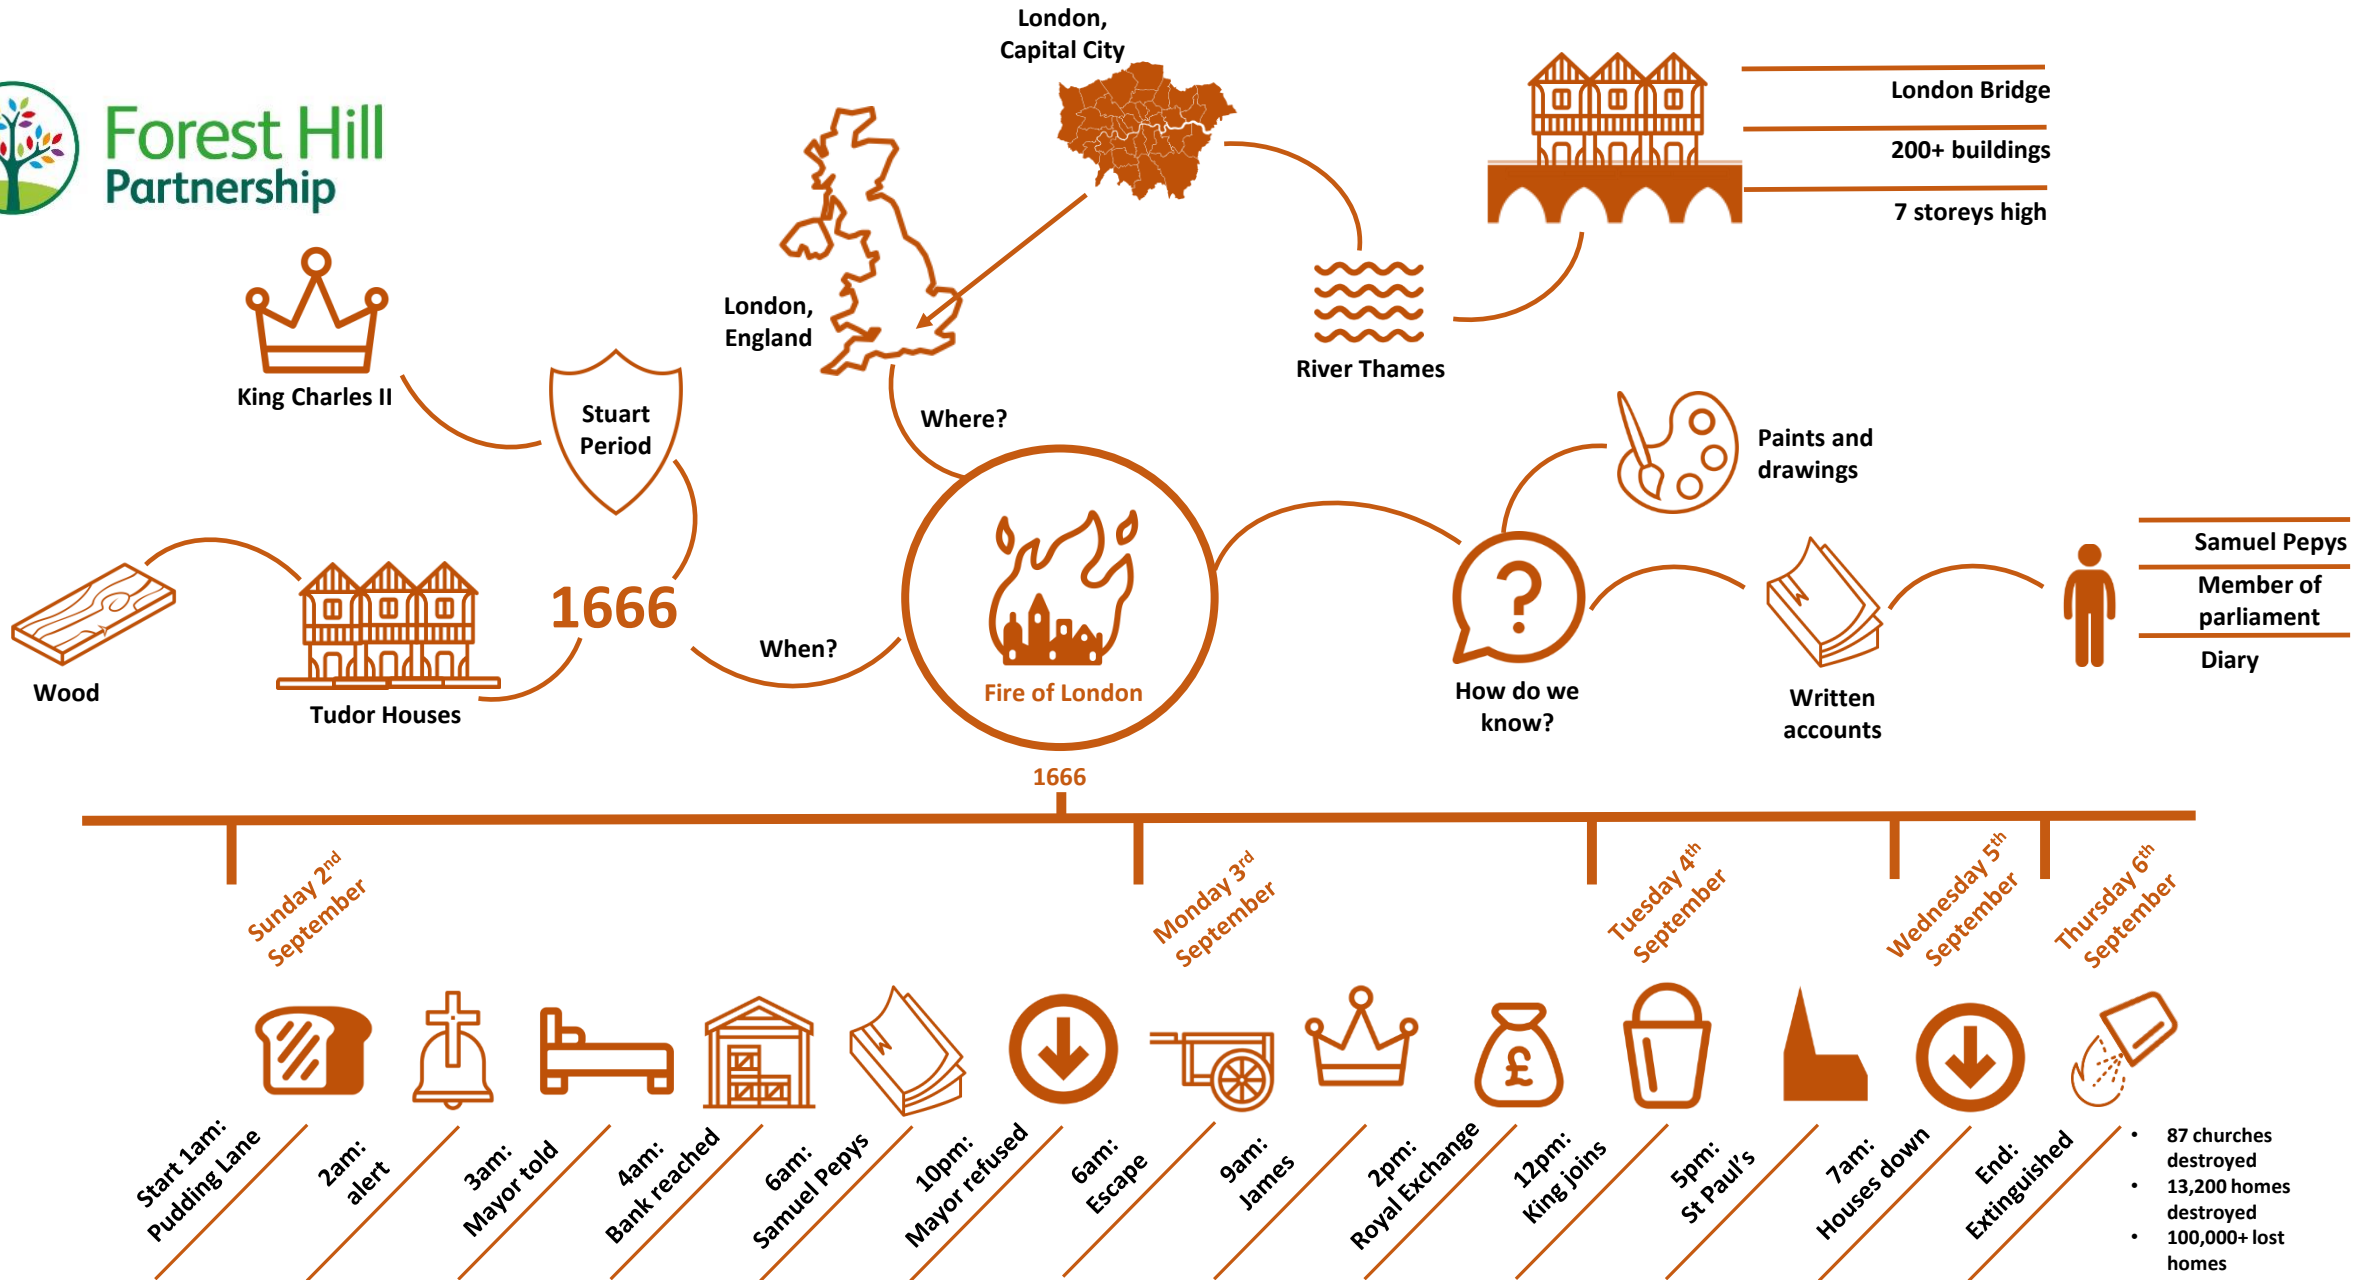 London,
Capital City
Forest Hill
Partnership
London Bridge
200+ buildings
7 storeys high
London,
England
River Thames
King Charles II
Stuart
Period
Where?
Paints and
drawings
1666
When?
Wood
Tudor Houses
Fire of London
How do we
know?
Written
accounts
Samuel Pepys
Member of
parliament
Diary
1666
Sunday 2nd
September
Monday 3rd
September
Tuesday 4th
September
Wednesday 5th
September
Thursday 6th
September
£
Start 1am:
Pudding Lane
2am:
alert
3am:
Mayor told
4am:
Bank reached
6am:
Samuel Pepys
10pm:
Mayor refused
6am:
Escape
9am:
James
2pm:
Royal Exchange
12pm:
King joins
5pm:
St Paul's
7am:
Houses down
End:
Extinguished
• 87 churches
destroyed
• 13,200 homes
destroyed
• 100,000+ lost
homes